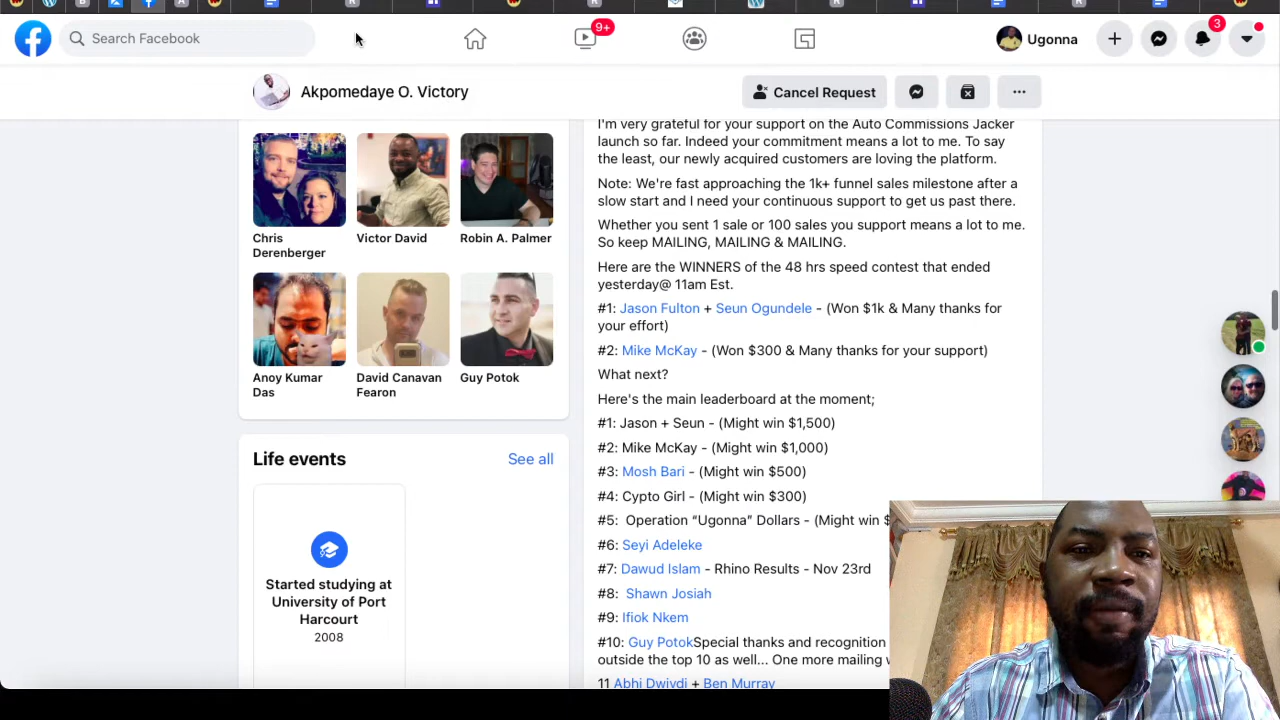 Search Facebook
9+
Ugonna
3
Akpomedaye O. Victory
Cancel Request
Chris
Derenberger
Victor David
Robin A. Palmer
Anoy Kumar
Das
David Canavan
Fearon
Guy Potok
Life events
See all
Started studying at
University of Port
Harcourt
2008
I'm very grateful for your support on the Auto Commissions Jacker
launch so far. Indeed your commitment means a lot to me. To say
the least, our newly acquired customers are loving the platform.
Note: We're fast approaching the 1k+ funnel sales milestone after a
slow start and I need your continuous support to get us past there.
Whether you sent 1 sale or 100 sales you support means a lot to me.
So keep MAILING, MAILING & MAILING.
Here are the WINNERS of the 48 hrs speed contest that ended
yesterday@ 11am Est.
#1: Jason Fulton + Seun Ogundele - (Won $1k & Many thanks for
your effort)
#2: Mike McKay - (Won $300 & Many thanks for your support)
What next?
Here's the main leaderboard at the moment;
#1: Jason + Seun - (Might win $1,500)
#2: Mike McKay - (Might win $1,000)
#3: Mosh Bari - (Might win $500)
#4: Cypto Girl - (Might win $300)
#5: Operation "Ugonna" Dollars - (Might win $
#6: Seyi Adeleke
#7: Dawud Islam - Rhino Results - Nov 23rd
#8: Shawn Josiah
#9: Ifiok Nkem
#10: Guy PotokSpecial thanks and recognition
outside the top 10 as well... One more mailing
11 Abhi Dwivdi + Ben Murray